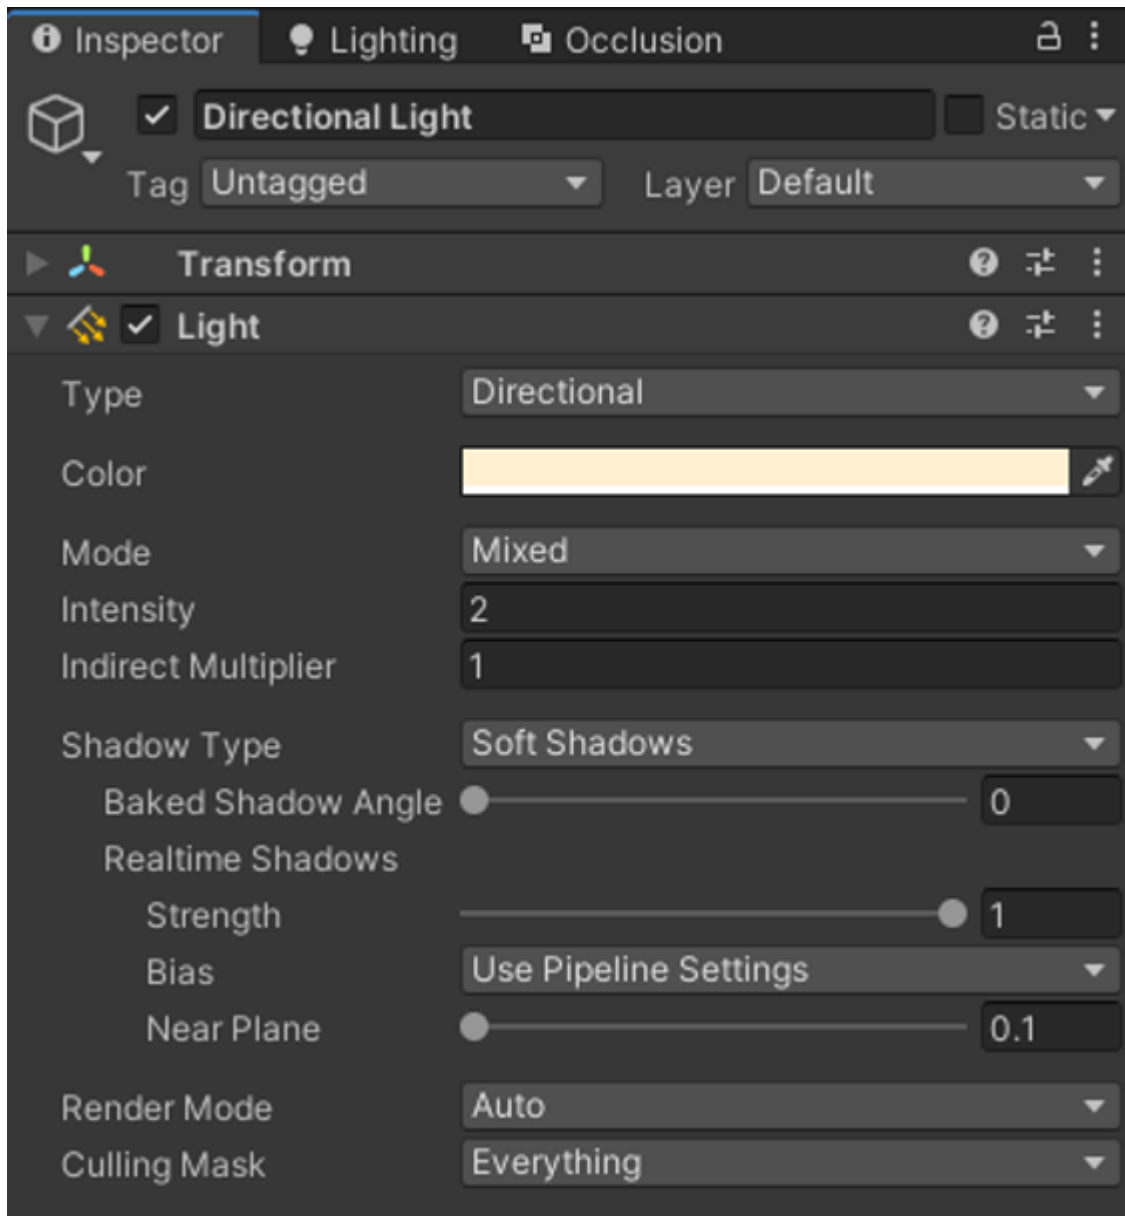 Inspector Lighting Occlusion
Directional Light Static
Tag Untagged Layer Default
Transform
Light
Type Directional
Color
Mode Mixed
Intensity 2
Indirect Multiplier 1
Shadow Type Soft Shadows
Baked Shadow Angle 0
Realtime Shadows
Strength 1
Bias Use Pipeline Settings
Near Plane 0.1
Render Mode Auto
Culling Mask Everything